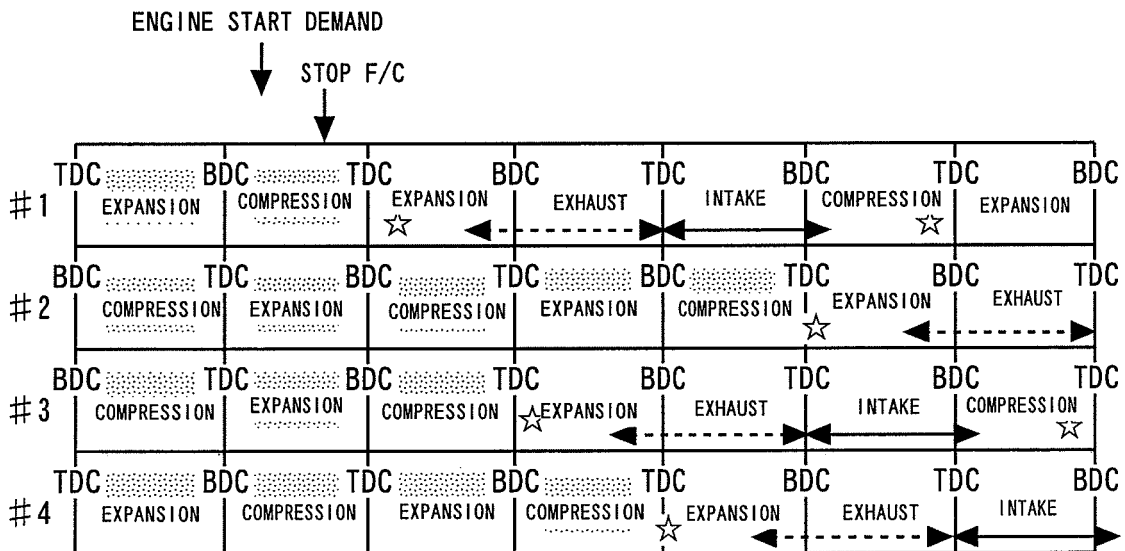 ENGINE START DEMAND
STOP F/C
TDC BDC TDC BDC TDC BDC TDC BDC
#1 EXPANSION COMPRESSION EXPANSION EXHAUST INTAKE COMPRESSION EXPANSION
BDC TDC BDC TDC BDC TDC BDC TDC
#2 COMPRESSION EXPANSION COMPRESSION EXPANSION COMPRESSION EXPANSION EXHAUST
BDC TDC BDC TDC BDC TDC BDC TDC
#3 COMPRESSION EXPANSION COMPRESSION EXPANSION EXHAUST INTAKE COMPRESSION
TDC BDC TDC BDC TDC BDC TDC BDC
#4 EXPANSION COMPRESSION EXPANSION COMPRESSION EXPANSION EXHAUST INTAKE